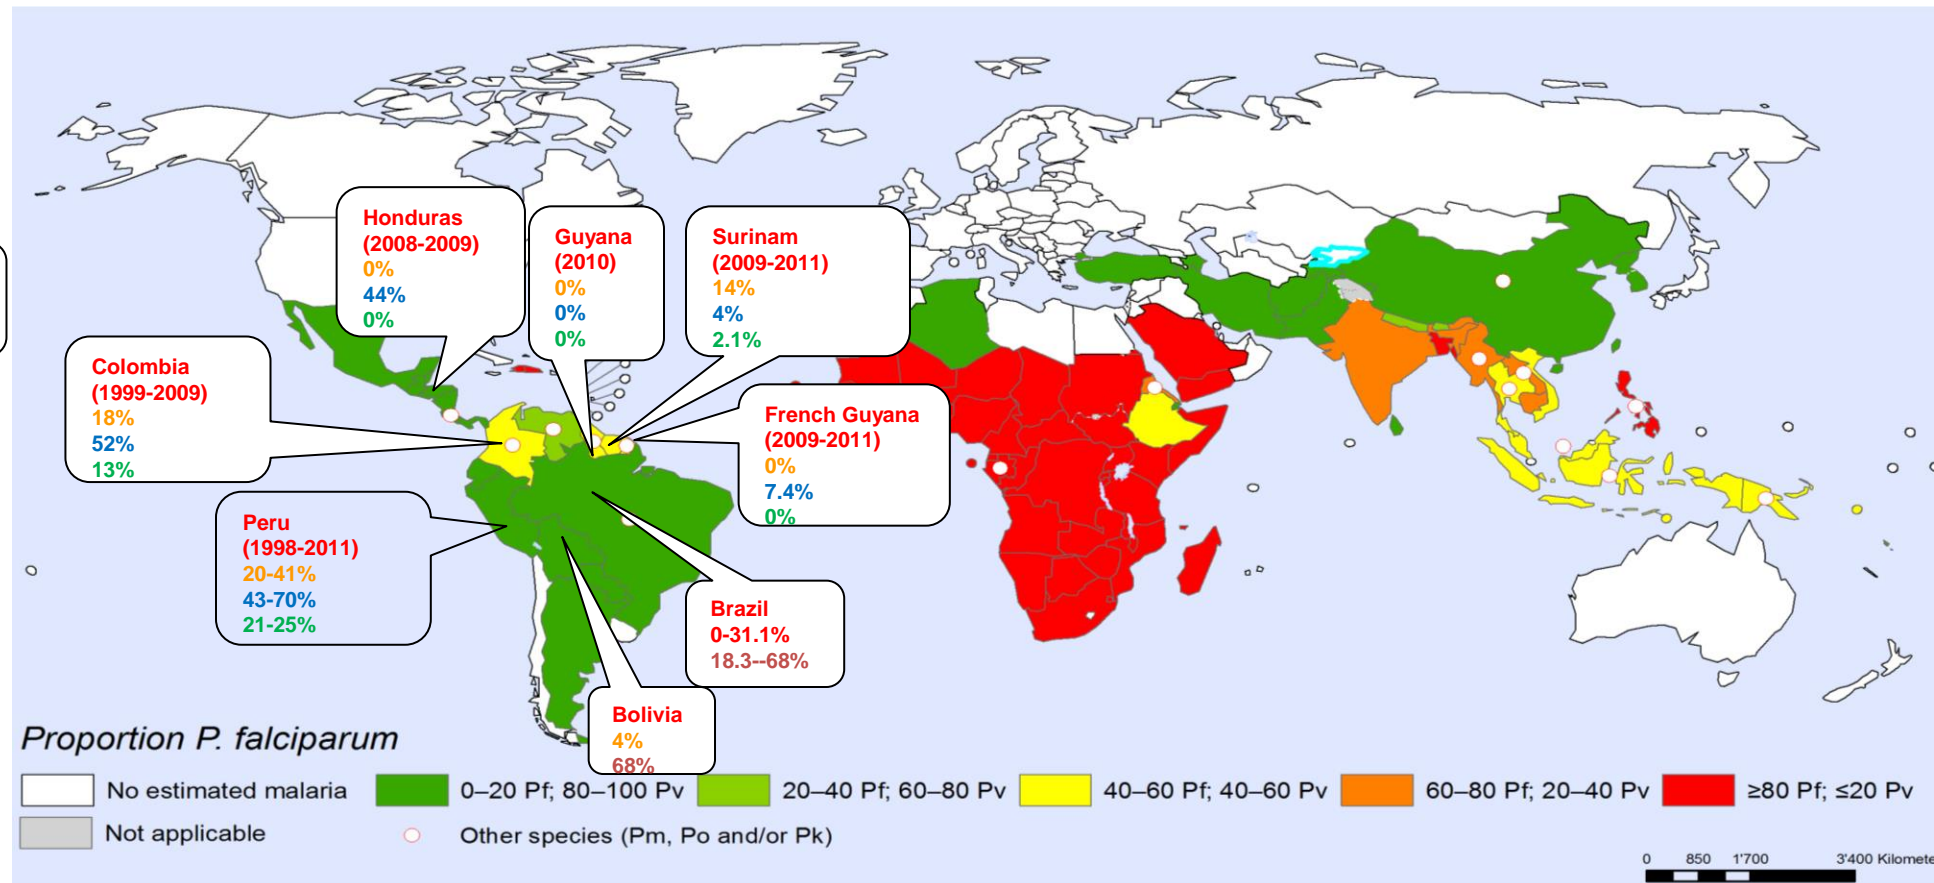 Honduras
(2008-2009)
0%
44%
0%
Guyana
(2010)
0%
0%
0%
Surinam
(2009-2011)
14%
4%
2.1%
Colombia
(1999-2009)
18%
52%
13%
French Guyana
(2009-2011)
0%
7.4%
0%
Peru
(1998-2011)
20-41%
43-70%
21-25%
Brazil
0-31.1%
18.3--68%
Bolivia
4%
68%
Proportion P. falciparum
No estimated malaria
0–20 Pf; 80–100 Pv
20–40 Pf; 60–80 Pv
40–60 Pf; 40–60 Pv
60–80 Pf; 20–40 Pv
≥80 Pf; ≤20 Pv
Not applicable
Other species (Pm, Po and/or Pk)
0 850 1'700 3'400 Kilomete